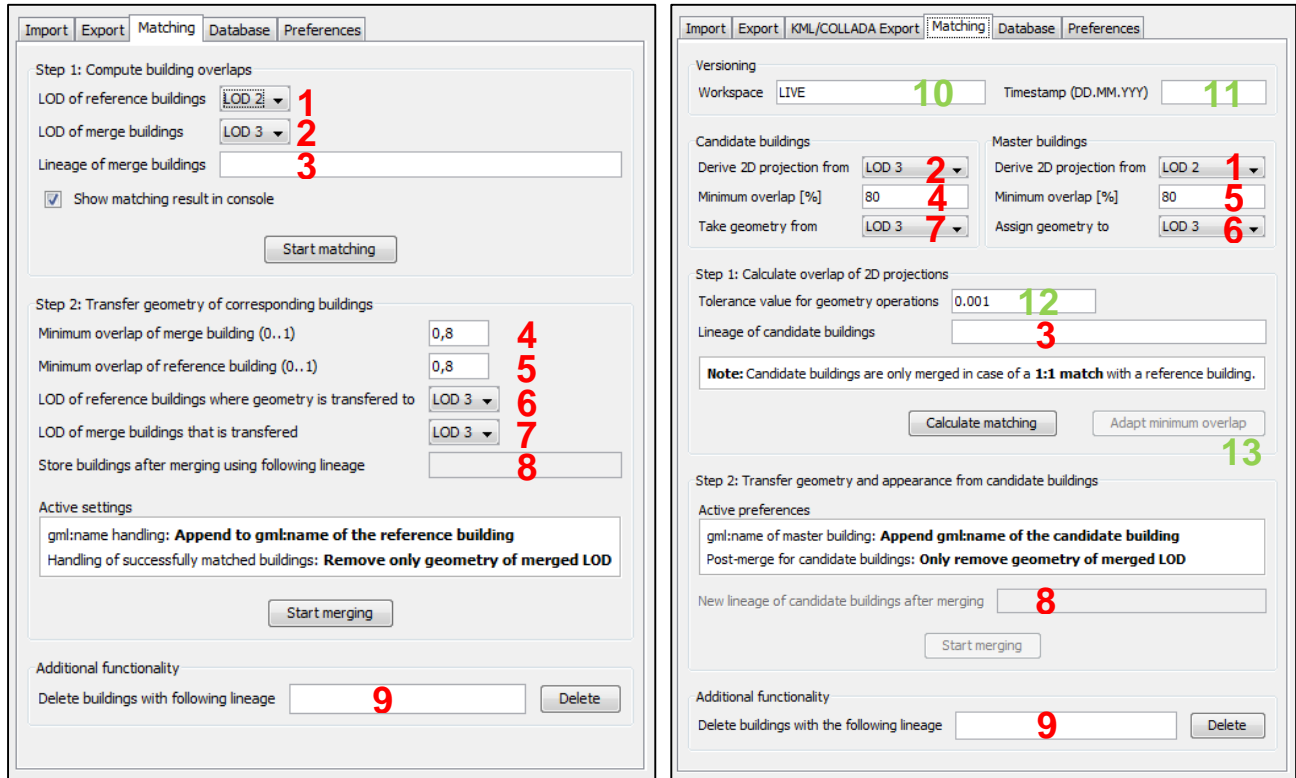 Import Export Matching Database Preferences
Step 1: Compute building overlaps
LOD of reference buildings LOD 2 1
LOD of merge buildings LOD 3 2
Lineage of merge buildings 3
Show matching result in console
Start matching
Step 2: Transfer geometry of corresponding buildings
Minimum overlap of merge building (0..1) 0,8 4
Minimum overlap of reference building (0..1) 0,8 5
LOD of reference buildings where geometry is transfered to LOD 3 6
LOD of merge buildings that is transfered LOD 3 7
Store buildings after merging using following lineage 8
Active settings
gml:name handling: Append to gml:name of the reference building
Handling of successfully matched buildings: Remove only geometry of merged LOD
Start merging
Additional functionality
Delete buildings with following lineage 9 Delete
Import Export KML/COLLADA Export Matching Database Preferences
Versioning
Workspace LIVE 10 Timestamp (DD.MM.YYY) 11
Candidate buildings Master buildings
Derive 2D projection from LOD 3 2 Derive 2D projection from LOD 2 1
Minimum overlap [%] 80 4 Minimum overlap [%] 80 5
Take geometry from LOD 3 7 Assign geometry to LOD 3 6
Step 1: Calculate overlap of 2D projections
Tolerance value for geometry operations 0.001 12
Lineage of candidate buildings 3
Note: Candidate buildings are only merged in case of a 1:1 match with a reference building.
Calculate matching Adapt minimum overlap
13
Step 2: Transfer geometry and appearance from candidate buildings
Active preferences
gml:name of master building: Append gml:name of the candidate building
Post-merge for candidate buildings: Only remove geometry of merged LOD
New lineage of candidate buildings after merging 8
Start merging
Additional functionality
Delete buildings with the following lineage 9 Delete